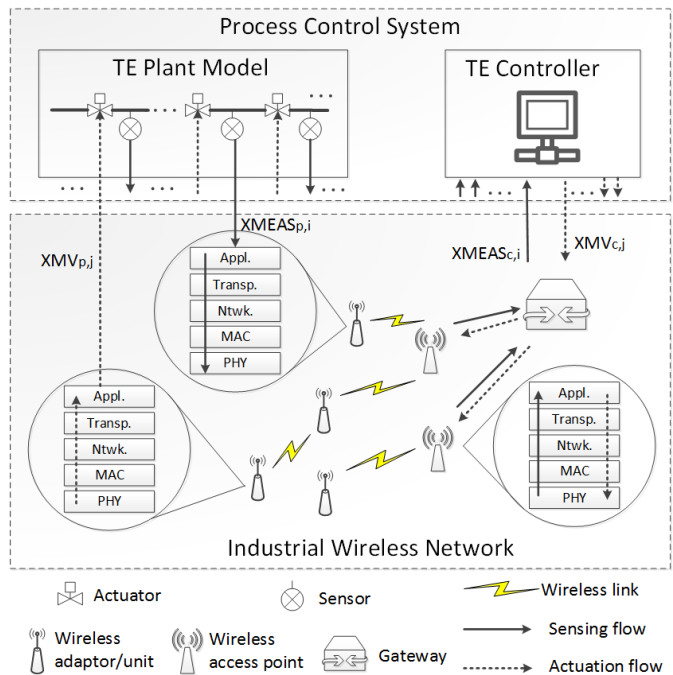 Process Control System
TE Plant Model
TE Controller
XMEASp,i
XMVp,j
XMEASc,i
XMVc,j
Appl.
Transp.
Ntwk.
MAC
PHY
Appl.
Transp.
Ntwk.
MAC
PHY
Appl.
Transp.
Ntwk.
MAC
PHY
Industrial Wireless Network
Actuator
Sensor
Wireless link
Wireless
adaptor/unit
Wireless
access point
Gateway
Sensing flow
Actuation flow